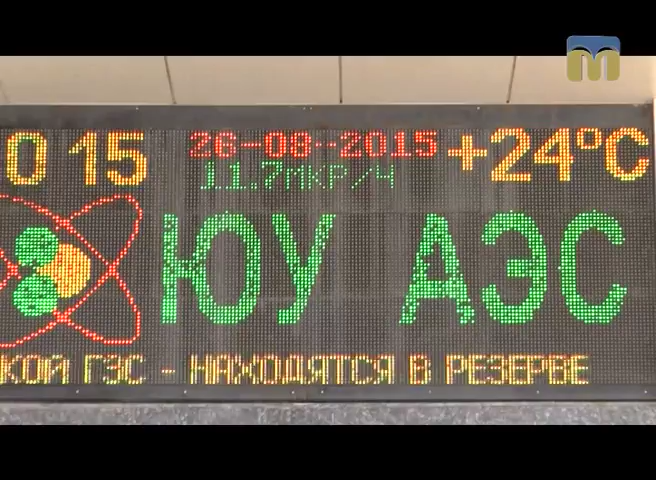 0 15 26-08-2015 +24°C
11.7мкР/ч
ЮУ АЭС
КОЙ ГЭС - НАХОДЯТСЯ В РЕЗЕРВЕ